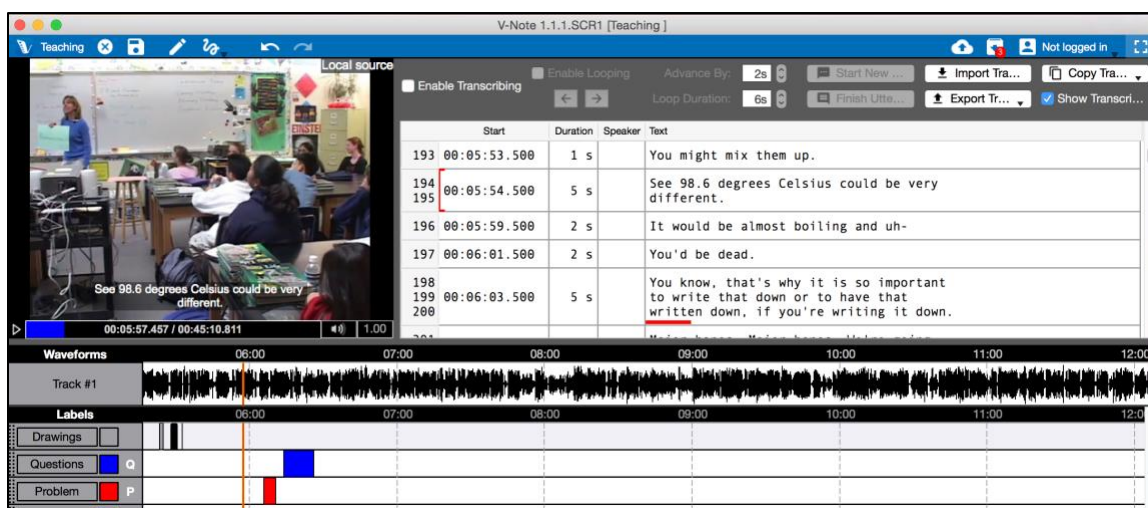 V-Note 1.1.1.SCR1 [Teaching ]
Teaching
3
Not logged in
Local source
EINSTE
See 98.6 degrees Celsius could be very
different.
00:05:57.457 / 00:45:10.811
1.00
Enable Transcribing
Enable Looping
Advance By:
2s
Start New ...
Import Tra...
Copy Tra...
Loop Duration:
6s
Finish Utte...
Export Tr...
Show Transcri...
Start Duration Speaker Text
193 00:05:53.500 1 s You might mix them up.
194
195
00:05:54.500 5 s
See 98.6 degrees Celsius could be very
different.
196 00:05:59.500 2 s It would be almost boiling and uh-
197 00:06:01.500 2 s You'd be dead.
198
199
200
00:06:03.500 5 s
You know, that's why it is so important
to write that down or to have that
written down, if you're writing it down.
Waveforms 06:00 07:00 08:00 09:00 10:00 11:00 12:00
Track #1
Labels 06:00 07:00 08:00 09:00 10:00 11:00 12:0
Drawings
Questions Q
Problem P